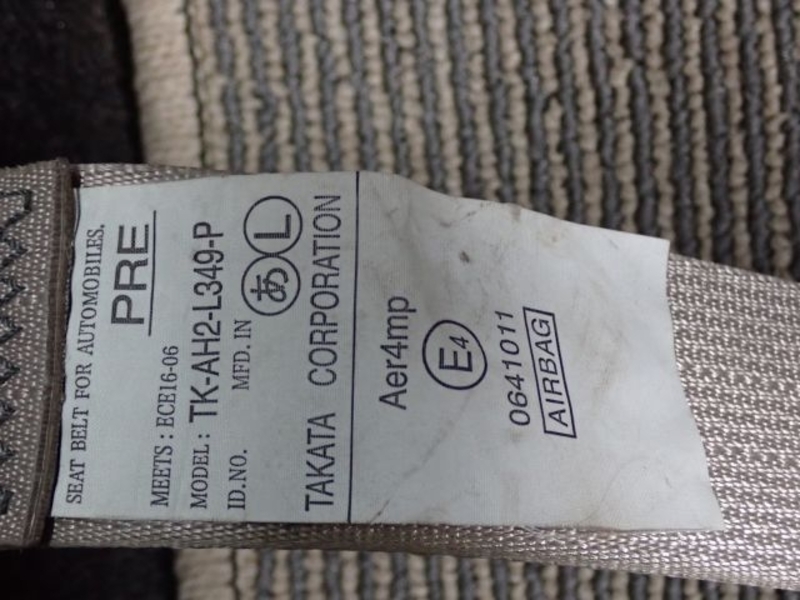 SEAT BELT FOR AUTOMOBILES.
PRE
MEETS : ECE16-06
MODEL : TK-AH2-L349-P
ID.NO. MFD. IN あ L
TAKATA CORPORATION
Aer4mp
E4
0641011
AIRBAG